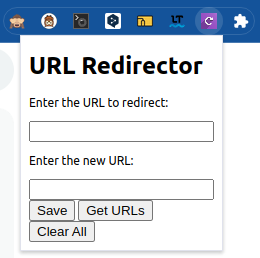 URL Redirector
Enter the URL to redirect:
Enter the new URL:
Save Get URLs
Clear All